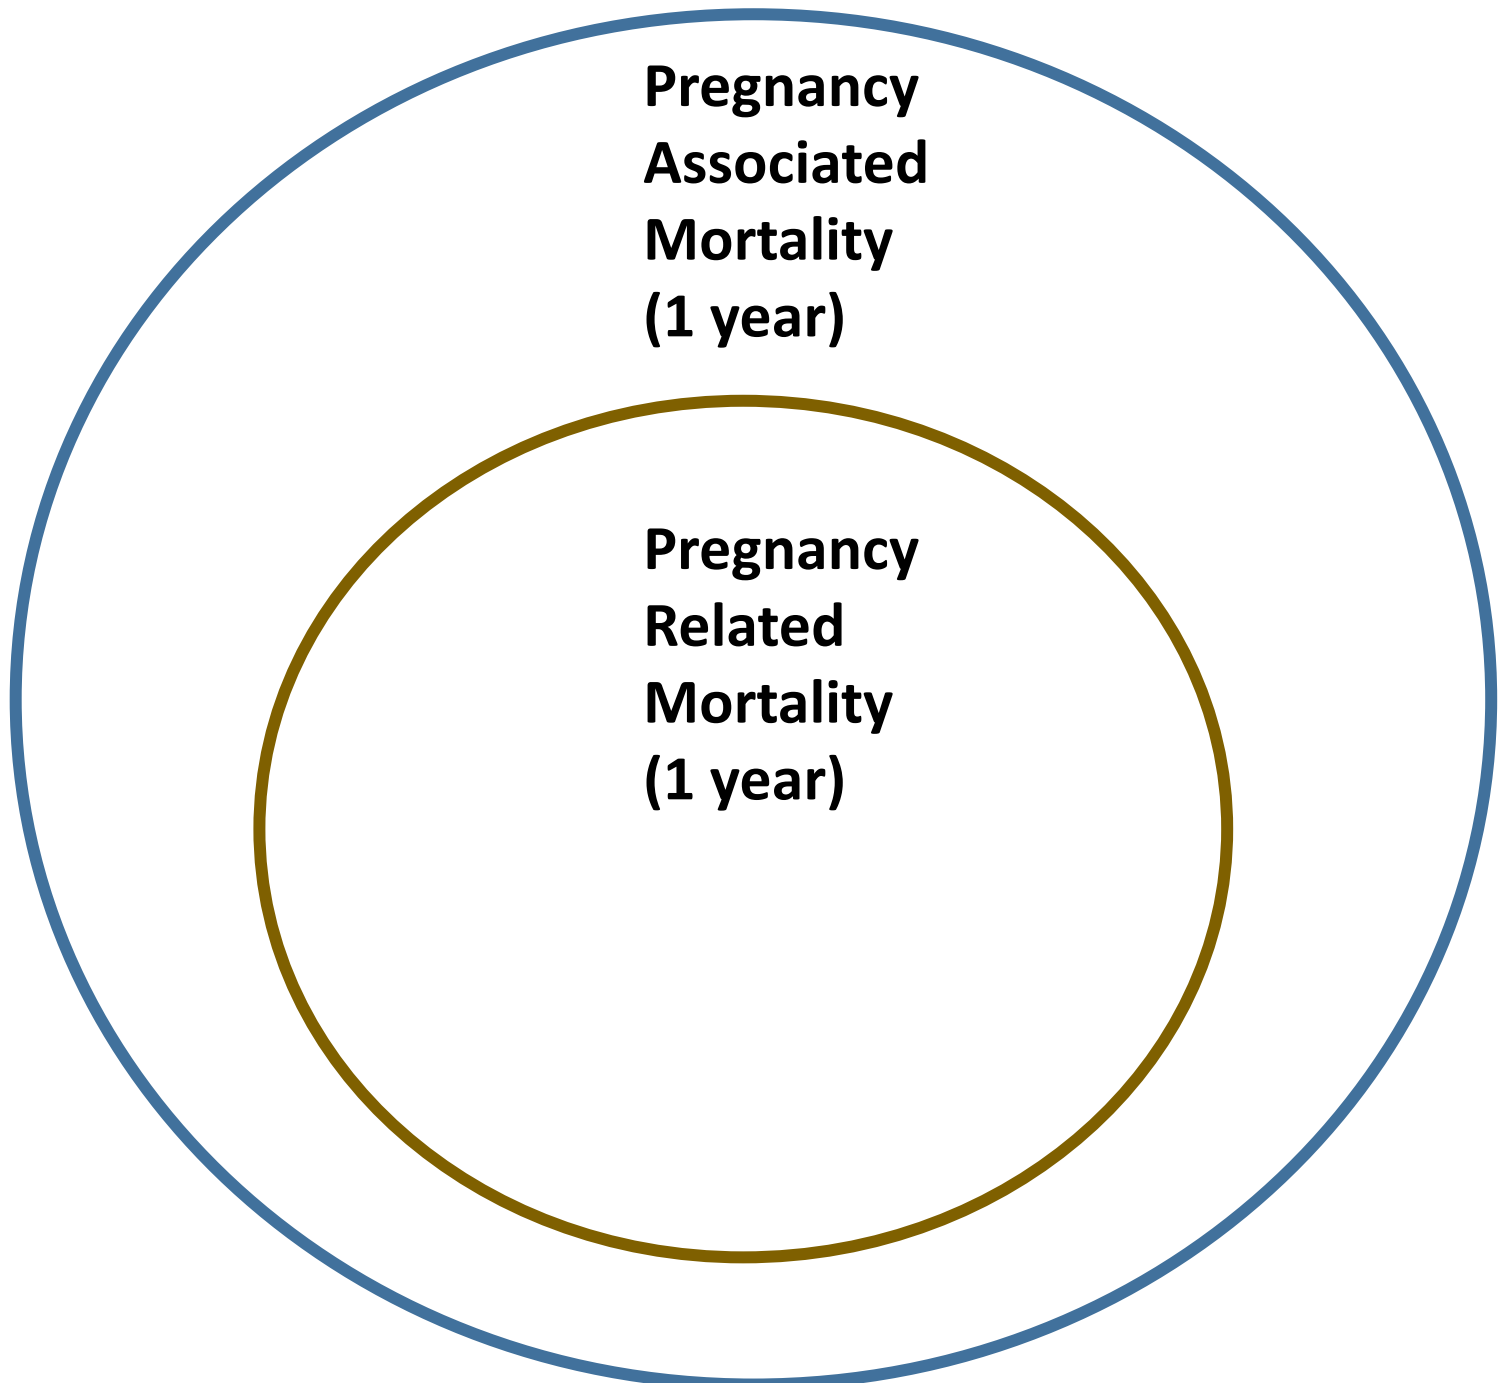 Pregnancy
Associated
Mortality
(1 year)
Pregnancy
Related
Mortality
(1 year)